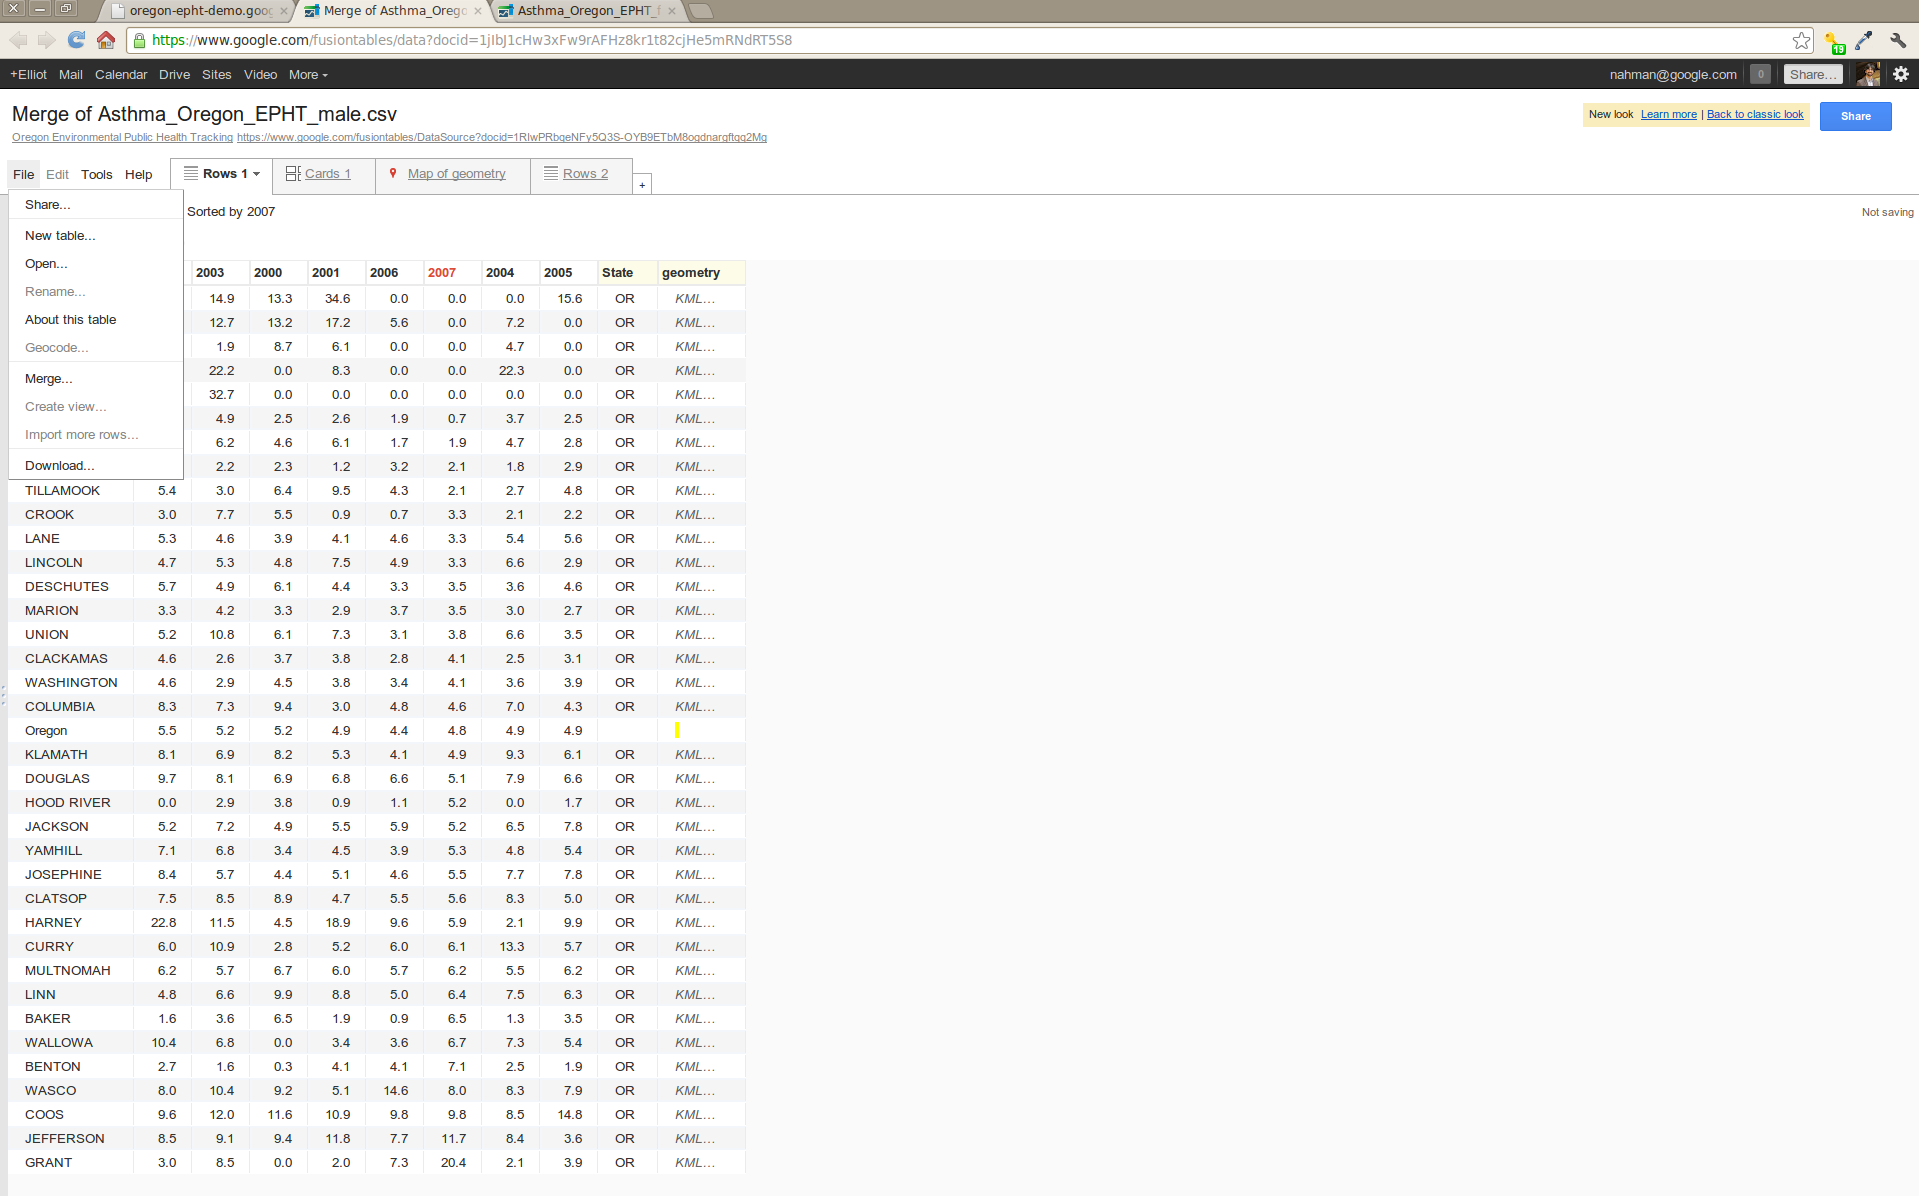 oregon-epht-demo.goog
Merge of Asthma_Orego
Asthma_Oregon_EPHT_f
https://www.google.com/fusiontables/data?docid=1jIbJ1cHw3xFw9rAFHz8kr1t82cjHe5mRNdRT5S8
19
+Elliot Mail Calendar Drive Sites Video More
nahman@google.com 0 Share...
Merge of Asthma_Oregon_EPHT_male.csv
New look Learn more | Back to classic look
Share
Oregon Environmental Public Health Tracking https://www.google.com/fusiontables/DataSource?docid=1RlwPRbgeNFy5Q3S-OYB9ETbM8ogdnargftgg2Mg
File Edit Tools Help
Rows 1 Cards 1 Map of geometry Rows 2 +
Share...
New table...
Open...
Rename...
About this table
Geocode...
Merge...
Create view...
Import more rows...
Download...
Sorted by 2007
Not saving
2003 2000 2001 2006 2007 2004 2005 State geometry
14.9 13.3 34.6 0.0 0.0 0.0 15.6 OR KML...
12.7 13.2 17.2 5.6 0.0 7.2 0.0 OR KML...
1.9 8.7 6.1 0.0 0.0 4.7 0.0 OR KML...
22.2 0.0 8.3 0.0 0.0 22.3 0.0 OR KML...
32.7 0.0 0.0 0.0 0.0 0.0 0.0 OR KML...
4.9 2.5 2.6 1.9 0.7 3.7 2.5 OR KML...
6.2 4.6 6.1 1.7 1.9 4.7 2.8 OR KML...
2.2 2.3 1.2 3.2 2.1 1.8 2.9 OR KML...
TILLAMOOK 5.4 3.0 6.4 9.5 4.3 2.1 2.7 4.8 OR KML...
CROOK 3.0 7.7 5.5 0.9 0.7 3.3 2.1 2.2 OR KML...
LANE 5.3 4.6 3.9 4.1 4.6 3.3 5.4 5.6 OR KML...
LINCOLN 4.7 5.3 4.8 7.5 4.9 3.3 6.6 2.9 OR KML...
DESCHUTES 5.7 4.9 6.1 4.4 3.3 3.5 3.6 4.6 OR KML...
MARION 3.3 4.2 3.3 2.9 3.7 3.5 3.0 2.7 OR KML...
UNION 5.2 10.8 6.1 7.3 3.1 3.8 6.6 3.5 OR KML...
CLACKAMAS 4.6 2.6 3.7 3.8 2.8 4.1 2.5 3.1 OR KML...
WASHINGTON 4.6 2.9 4.5 3.8 3.4 4.1 3.6 3.9 OR KML...
COLUMBIA 8.3 7.3 9.4 3.0 4.8 4.6 7.0 4.3 OR KML...
Oregon 5.5 5.2 5.2 4.9 4.4 4.8 4.9 4.9
KLAMATH 8.1 6.9 8.2 5.3 4.1 4.9 9.3 6.1 OR KML...
DOUGLAS 9.7 8.1 6.9 6.8 6.6 5.1 7.9 6.6 OR KML...
HOOD RIVER 0.0 2.9 3.8 0.9 1.1 5.2 0.0 1.7 OR KML...
JACKSON 5.2 7.2 4.9 5.5 5.9 5.2 6.5 7.8 OR KML...
YAMHILL 7.1 6.8 3.4 4.5 3.9 5.3 4.8 5.4 OR KML...
JOSEPHINE 8.4 5.7 4.4 5.1 4.6 5.5 7.7 7.8 OR KML...
CLATSOP 7.5 8.5 8.9 4.7 5.5 5.6 8.3 5.0 OR KML...
HARNEY 22.8 11.5 4.5 18.9 9.6 5.9 2.1 9.9 OR KML...
CURRY 6.0 10.9 2.8 5.2 6.0 6.1 13.3 5.7 OR KML...
MULTNOMAH 6.2 5.7 6.7 6.0 5.7 6.2 5.5 6.2 OR KML...
LINN 4.8 6.6 9.9 8.8 5.0 6.4 7.5 6.3 OR KML...
BAKER 1.6 3.6 6.5 1.9 0.9 6.5 1.3 3.5 OR KML...
WALLOWA 10.4 6.8 0.0 3.4 3.6 6.7 7.3 5.4 OR KML...
BENTON 2.7 1.6 0.3 4.1 4.1 7.1 2.5 1.9 OR KML...
WASCO 8.0 10.4 9.2 5.1 14.6 8.0 8.3 7.9 OR KML...
COOS 9.6 12.0 11.6 10.9 9.8 9.8 8.5 14.8 OR KML...
JEFFERSON 8.5 9.1 9.4 11.8 7.7 11.7 8.4 3.6 OR KML...
GRANT 3.0 8.5 0.0 2.0 7.3 20.4 2.1 3.9 OR KML...